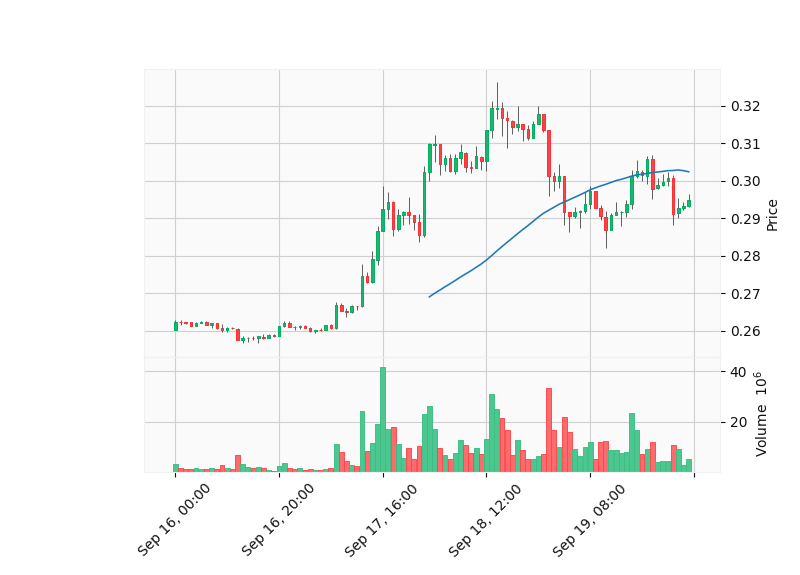 0.32
0.31
0.30
0.29
0.28
0.27
0.26
Price
40
20
Volume 10^6
Sep 16, 00:00
Sep 16, 20:00
Sep 17, 16:00
Sep 18, 12:00
Sep 19, 08:00